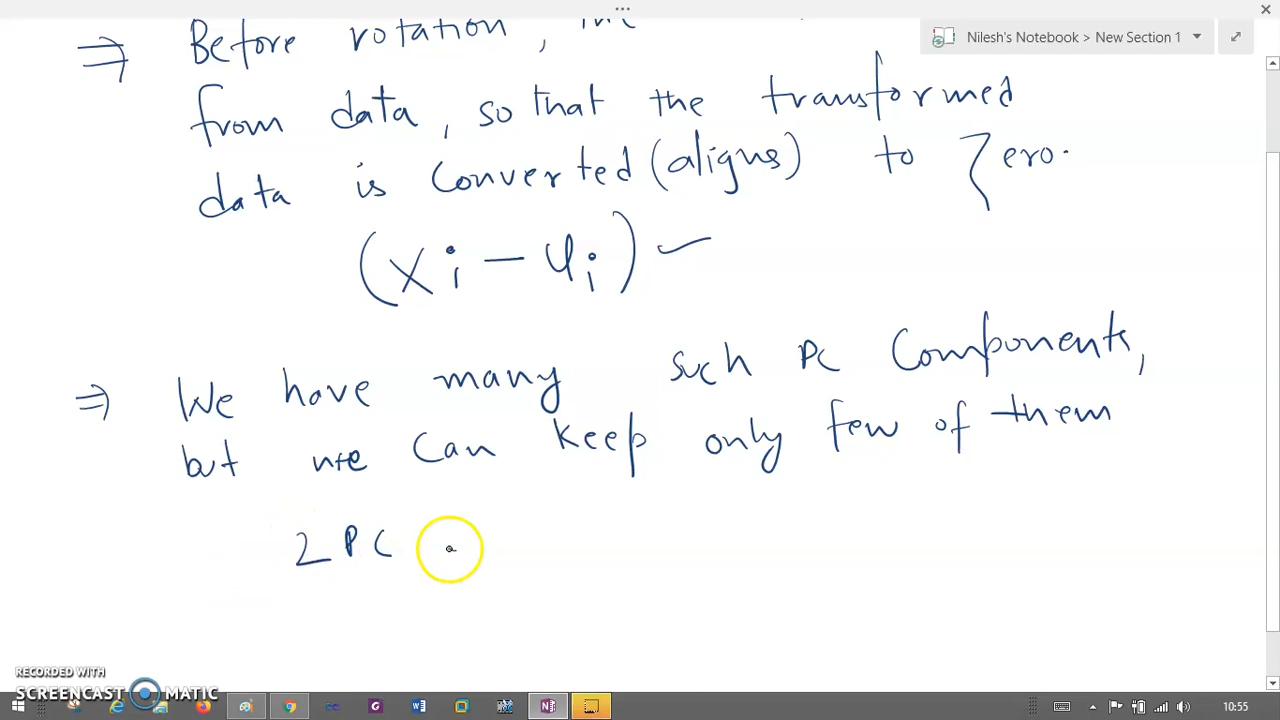 Nilesh's Notebook > New Section 1
⇒ Before rotation,
from data, so that the transformed
data is converted (aligns) to Zero.
(xi - μi)
⇒ We have many such PC Components,
but we can keep only few of them
2 PC
RECORDED WITH
SCREENCAST MATIC
10:55